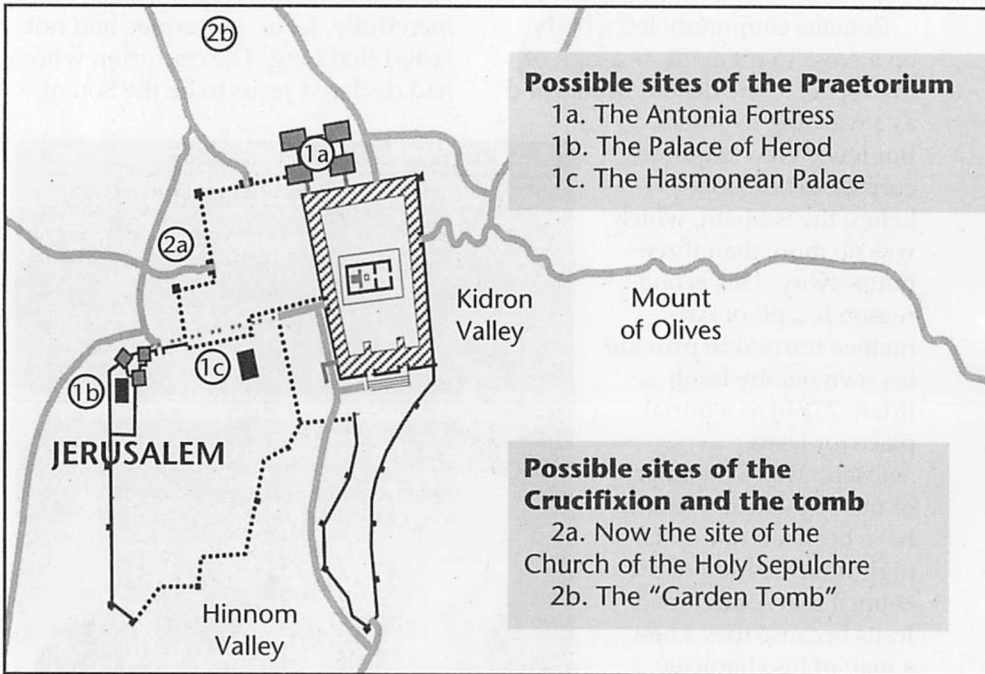 2b
Possible sites of the Praetorium
1a. The Antonia Fortress
1b. The Palace of Herod
1c. The Hasmonean Palace
1a
2a
Kidron
Valley
Mount
of Olives
1c
1b
JERUSALEM
Possible sites of the
Crucifixion and the tomb
2a. Now the site of the
Church of the Holy Sepulchre
2b. The "Garden Tomb"
Hinnom
Valley